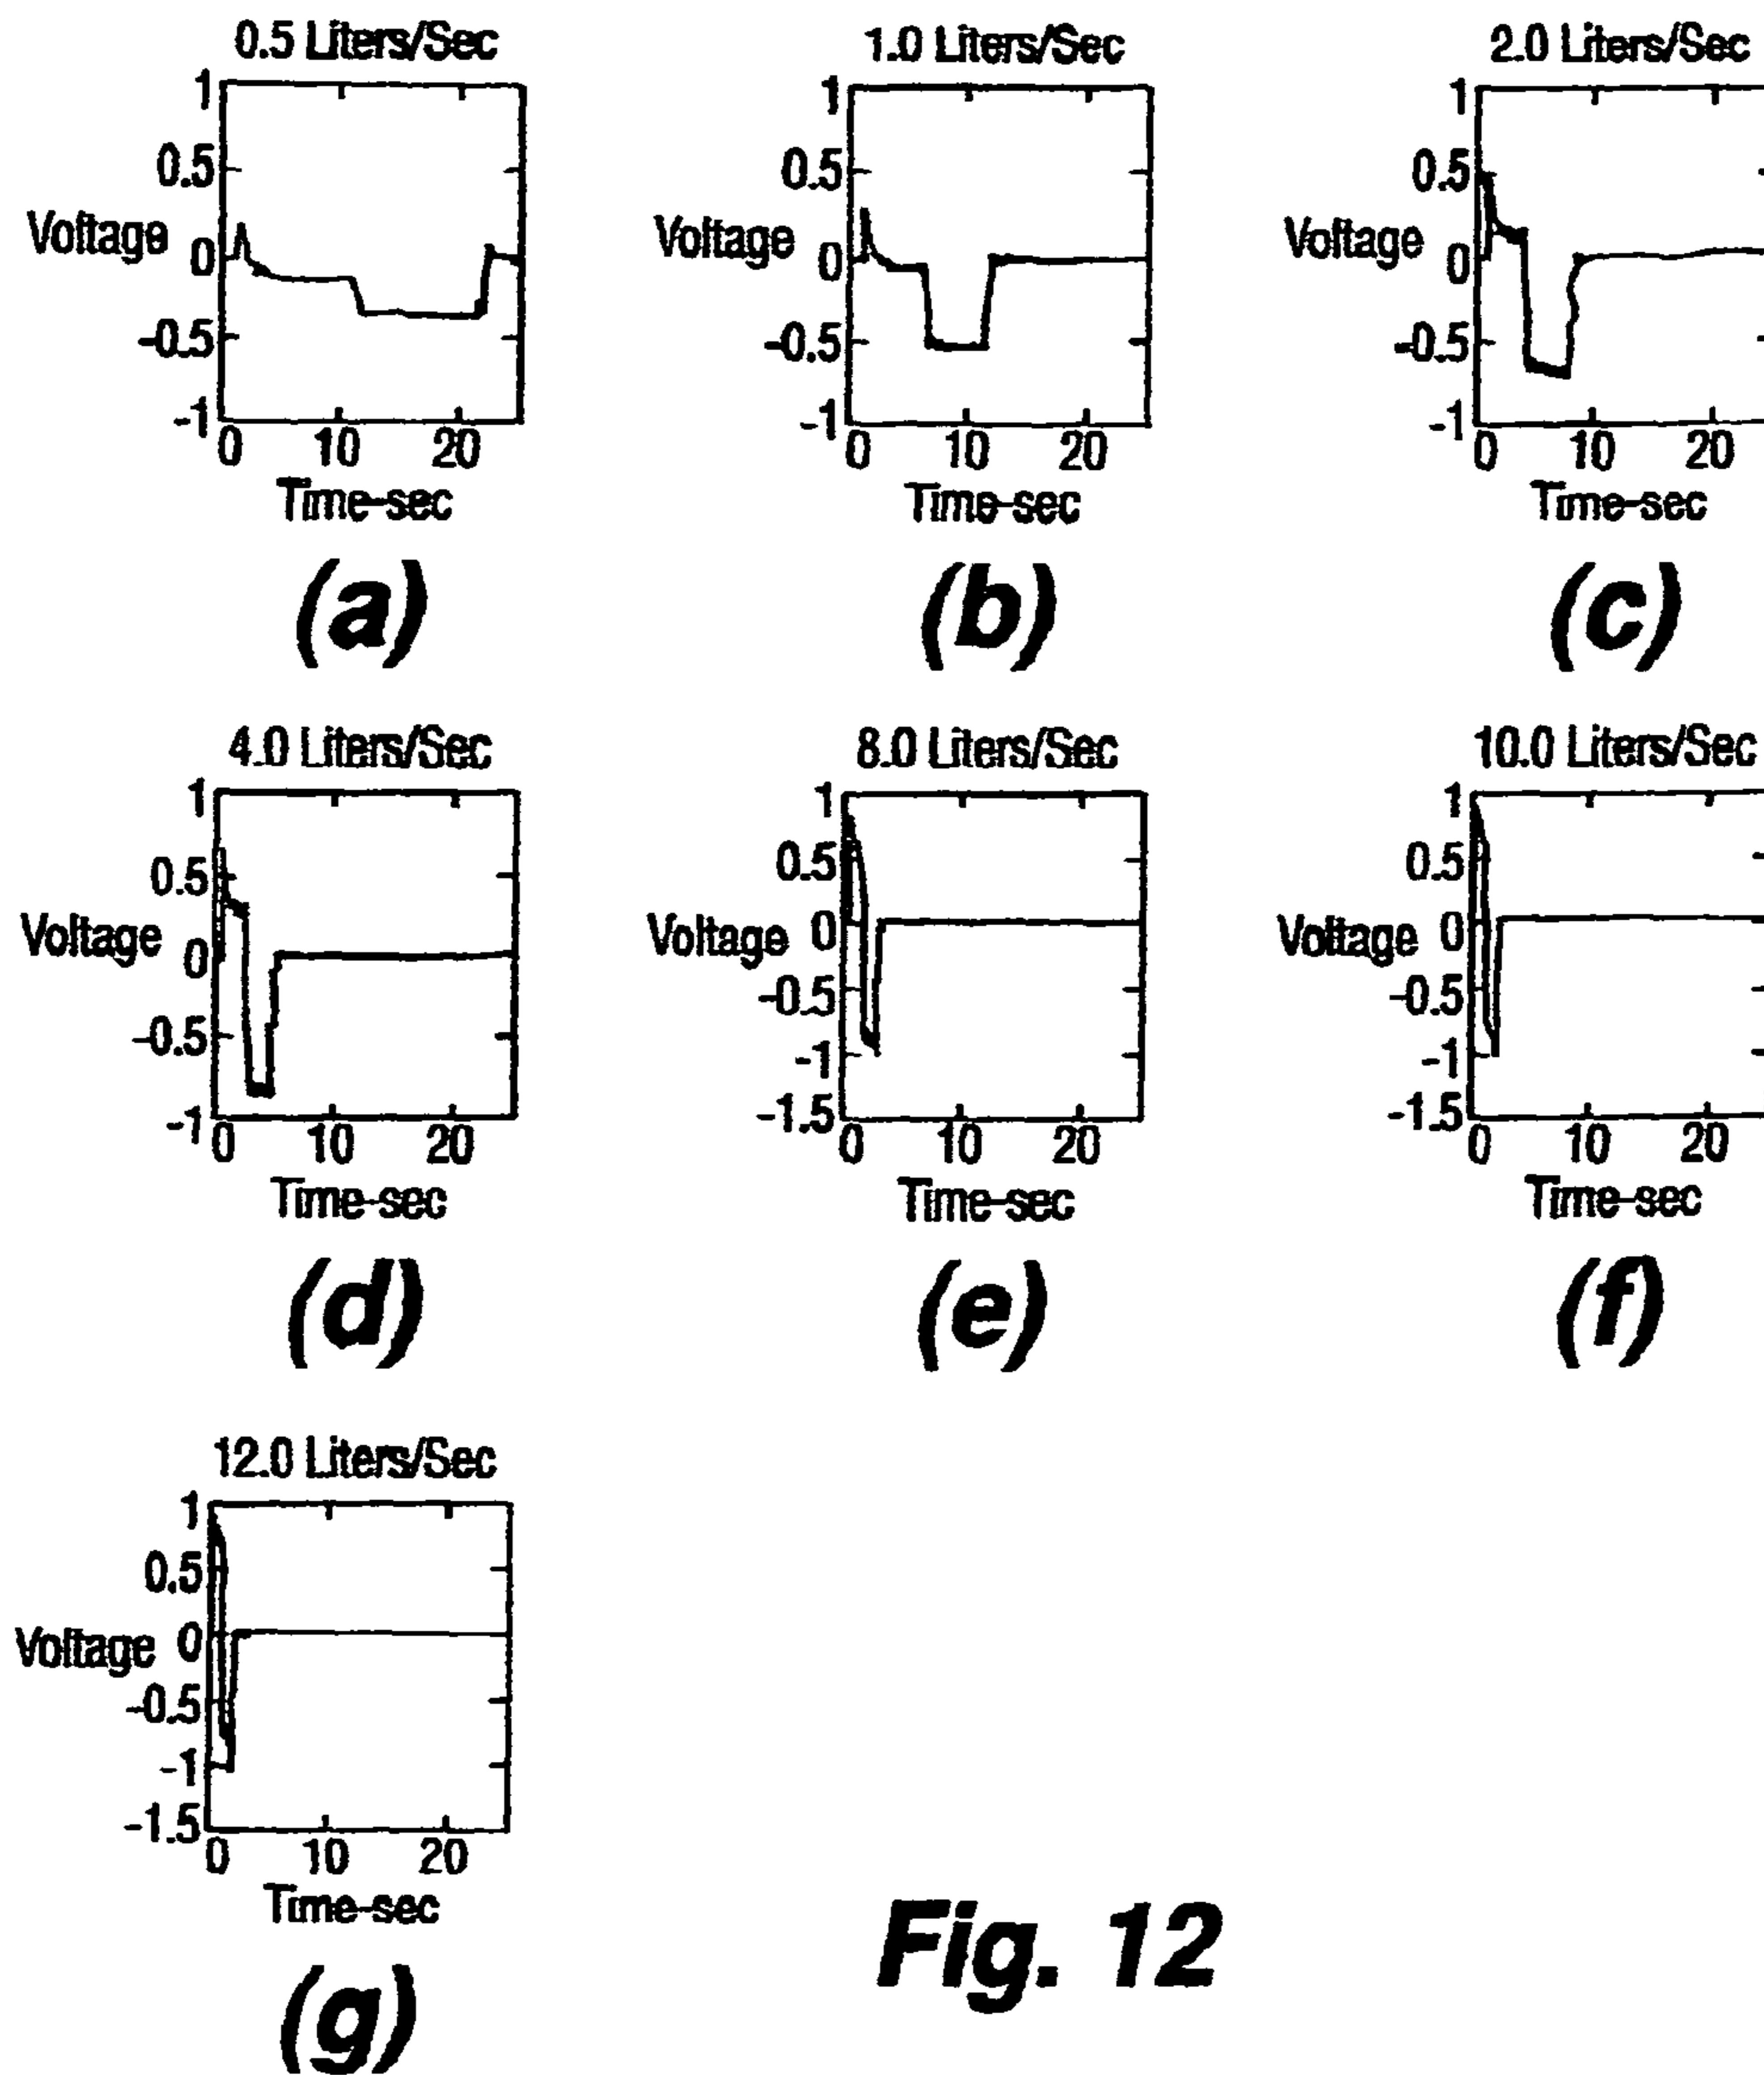 0.5 Liters/Sec
1
0.5
Voltage
0
-0.5
-1
0 10 20
Time-sec
(a)
1.0 Liters/Sec
1
0.5
Voltage
0
-0.5
-1
0 10 20
Time-sec
(b)
2.0 Liters/Sec
1
0.5
Voltage
0
-0.5
-1
0 10 20
Time-sec
(c)
4.0 Liters/Sec
0.5
Voltage
0
-0.5
-1
0 10 20
Time-sec
(d)
8.0 Liters/Sec
1
0.5
Voltage 0
-0.5
-1
-1.5
0 10 20
Time-sec
(e)
10.0 Liters/Sec
1
0.5
Voltage 0
-0.5
-1
-1.5
0 10 20
Time-sec
(f)
12.0 Liters/Sec
1
0.5
Voltage 0
-0.5
-1
-1.5
0 10 20
Time-sec
(g)
Fig. 12